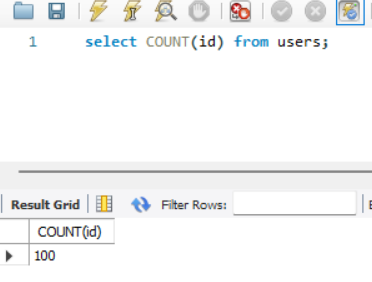 1 select COUNT(id) from users;
Result Grid Filter Rows:
COUNT(id)
100